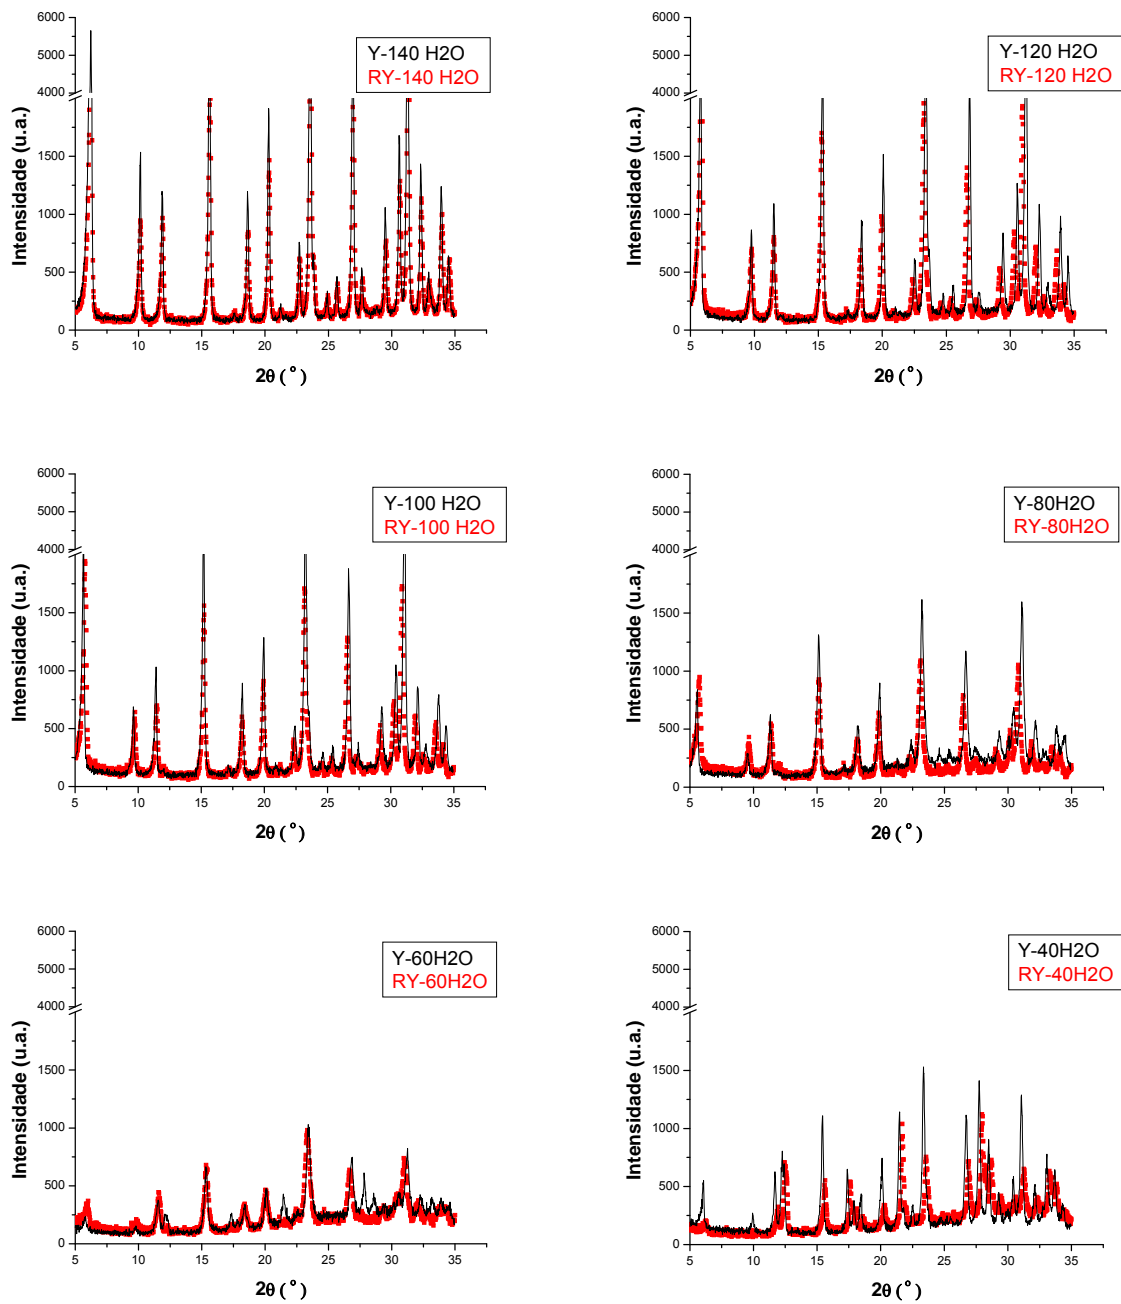 6000
5000
4000
1500
1000
500
0
Intensidade (u.a.)
Y-140 H2O
RY-140 H2O
5 10 15 20 25 30 35
2θ ( ° )
6000
5000
4000
1500
1000
500
0
Intensidade (u.a.)
Y-120 H2O
RY-120 H2O
5 10 15 20 25 30 35
2θ ( ° )
6000
5000
4000
1500
1000
500
0
Intensidade (u.a.)
Y-100 H2O
RY-100 H2O
5 10 15 20 25 30 35
2θ ( ° )
6000
5000
4000
1500
1000
500
0
Intensidade (u.a.)
Y-80H2O
RY-80H2O
5 10 15 20 25 30 35
2θ ( ° )
6000
5000
4000
1500
1000
500
0
Intensidade (u.a.)
Y-60H2O
RY-60H2O
5 10 15 20 25 30 35
2θ ( ° )
6000
5000
4000
1500
1000
500
0
Intensidade (u.a.)
Y-40H2O
RY-40H2O
5 10 15 20 25 30 35
2θ ( ° )